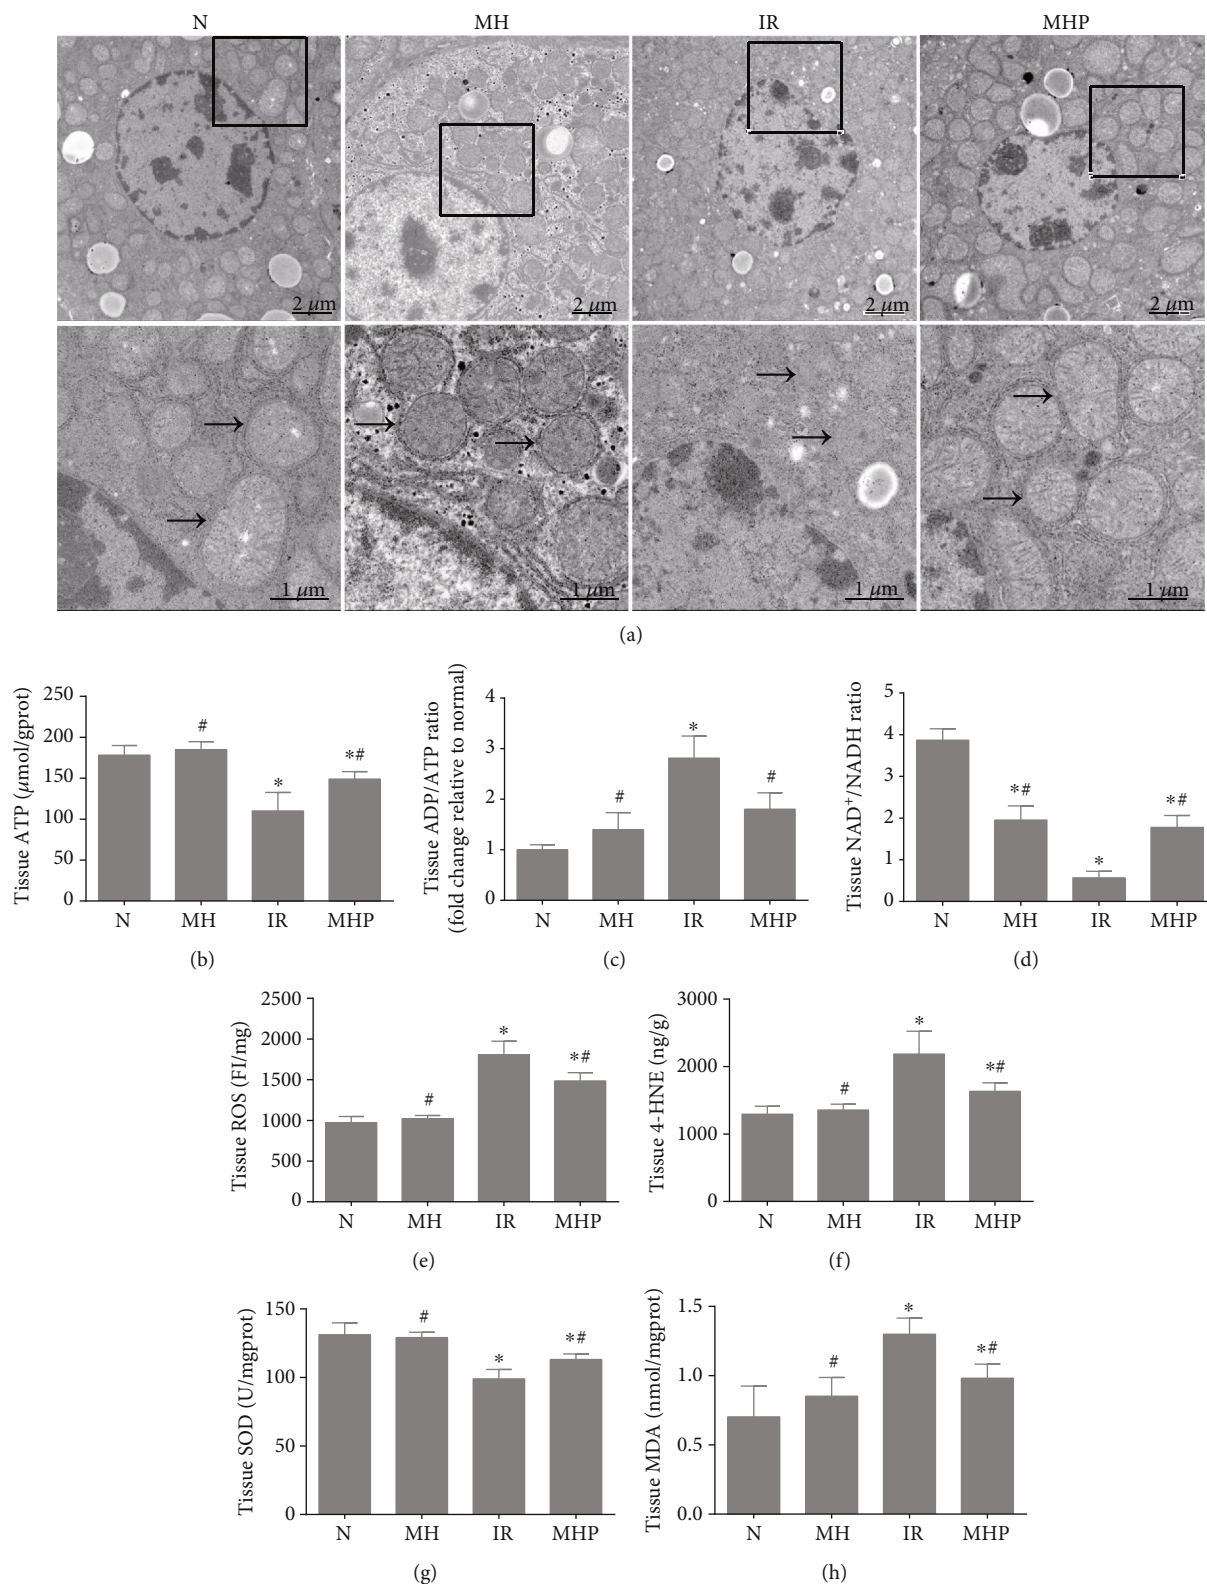 N MH IR MHP
2 μm 2 μm 2 μm 2 μm
1 μm 1 μm 1 μm 1 μm
(a)
Tissue ATP (μmol/gprot)
250
200
150
100
50
0
#
*
*#
N MH IR MHP
(b)
Tissue ADP/ATP ratio
(fold change relative to normal)
4
3
2
1
0
#
*
#
N MH IR MHP
(c)
Tissue NAD⁺/NADH ratio
5
4
3
2
1
0
*#
*
*#
N MH IR MHP
(d)
Tissue ROS (FI/mg)
2500
2000
1500
1000
500
0
#
*
*#
N MH IR MHP
(e)
Tissue 4-HNE (ng/g)
3000
2000
1000
0
#
*
*#
N MH IR MHP
(f)
Tissue SOD (U/mgprot)
150
100
50
0
#
*
*#
N MH IR MHP
(g)
Tissue MDA (nmol/mgprot)
1.5
1.0
0.5
0.0
#
*
*#
N MH IR MHP
(h)